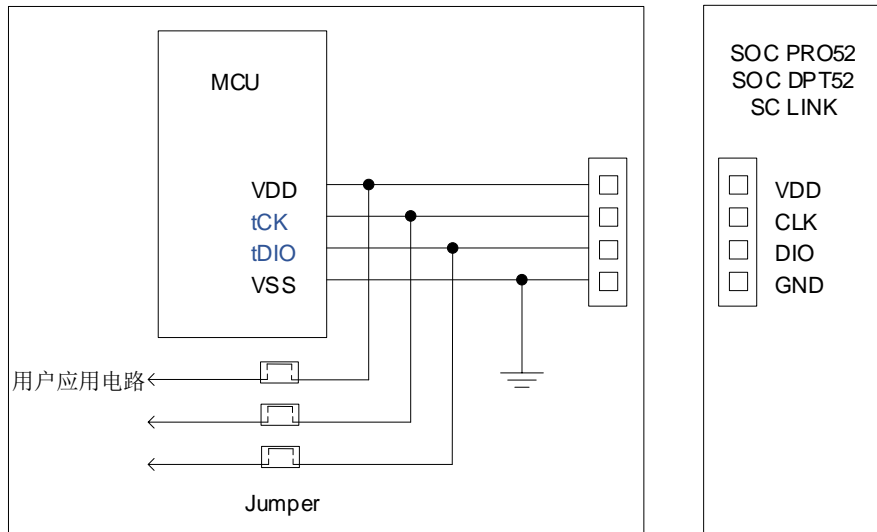 MCU
VDD
tCK
tDIO
VSS
用户应用电路
Jumper
SOC PRO52
SOC DPT52
SC LINK
VDD
CLK
DIO
GND